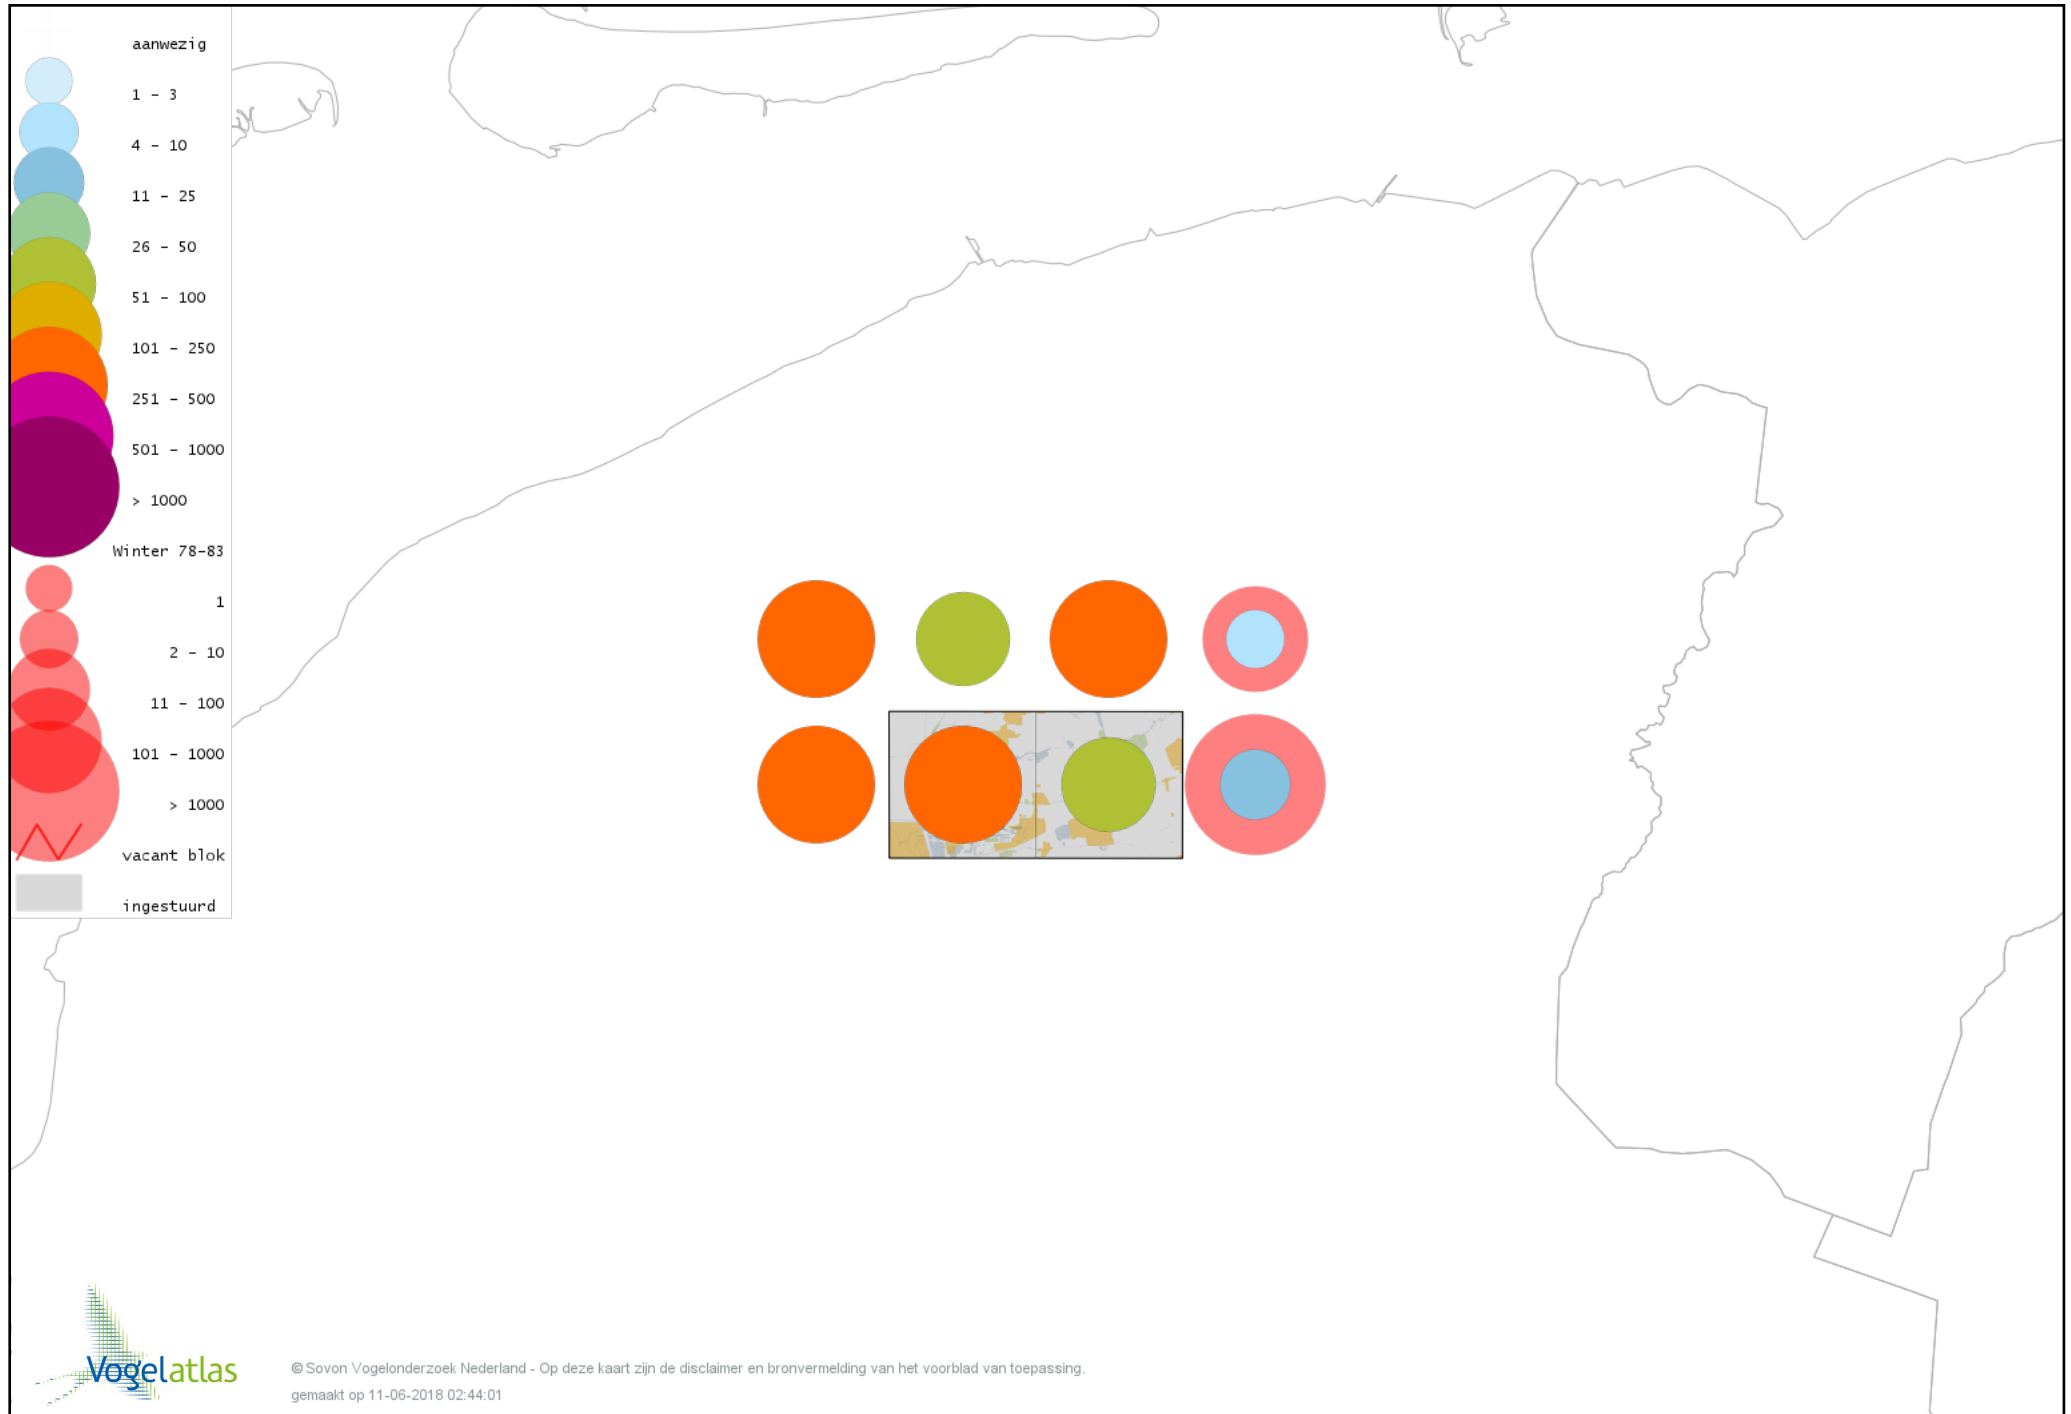 aanwezig
1 - 3
4 - 10
11 - 25
26 - 50
51 - 100
101 - 250
251 - 500
501 - 1000
> 1000
Winter 78-83
1
2 - 10
11 - 100
101 - 1000
> 1000
vacant blok
ingestuurd
Vogelatlas
© Sovon Vogelonderzoek Nederland - Op deze kaart zijn de disclaimer en bronvermelding van het voorblad van toepassing.
gemaakt op 11-06-2018 02:44:01